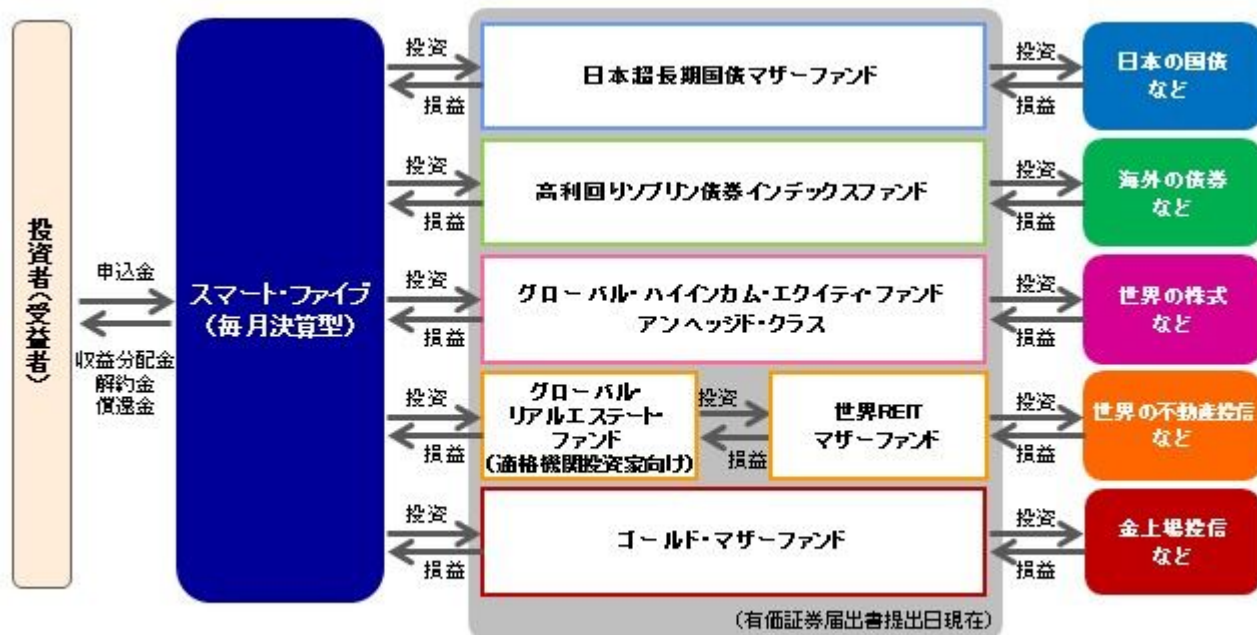 投資者(受益者)
申込金
収益分配金
解約金
償還金
スマート・ファイブ
(毎月決算型)
投資
損益
日本超長期国債マザーファンド
投資
損益
日本の国債
など
投資
損益
高利回りソブリン債券インデックスファンド
投資
損益
海外の債券
など
投資
損益
グローバル・ハイインカム・エクイティ・ファンド
アンヘッジド・クラス
投資
損益
世界の株式
など
投資
損益
グローバル・
リアルエステート・
ファンド
(適格機関投資家向け)
投資
損益
世界REIT
マザーファンド
投資
損益
世界の不動産投信
など
投資
損益
ゴールド・マザーファンド
投資
損益
金上場投信
など
(有価証券届出書提出日現在)